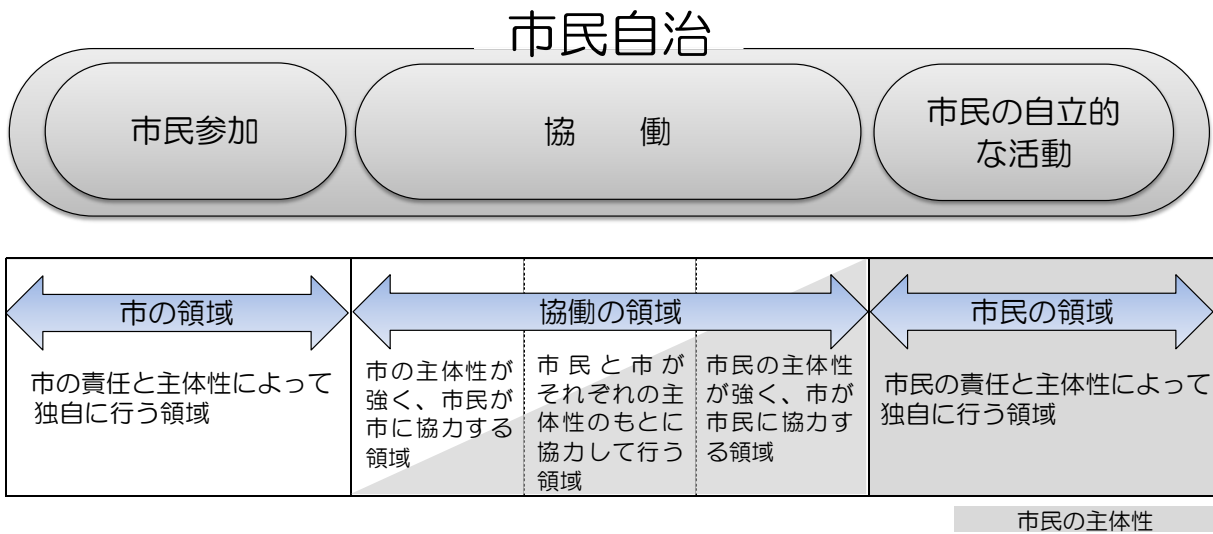 市民自治
市民参加
協　　働
市民の自立的
な活動
市の領域
協働の領域
市民の領域
市の責任と主体性によって
独自に行う領域
市の主体性が
強く、市民が
市に協力する
領域
市民と市が
それぞれの主
体性のもとに
協力して行う
領域
市民の主体性
が強く、市が
市民に協力す
る領域
市民の責任と主体性によって
独自に行う領域
市民の主体性